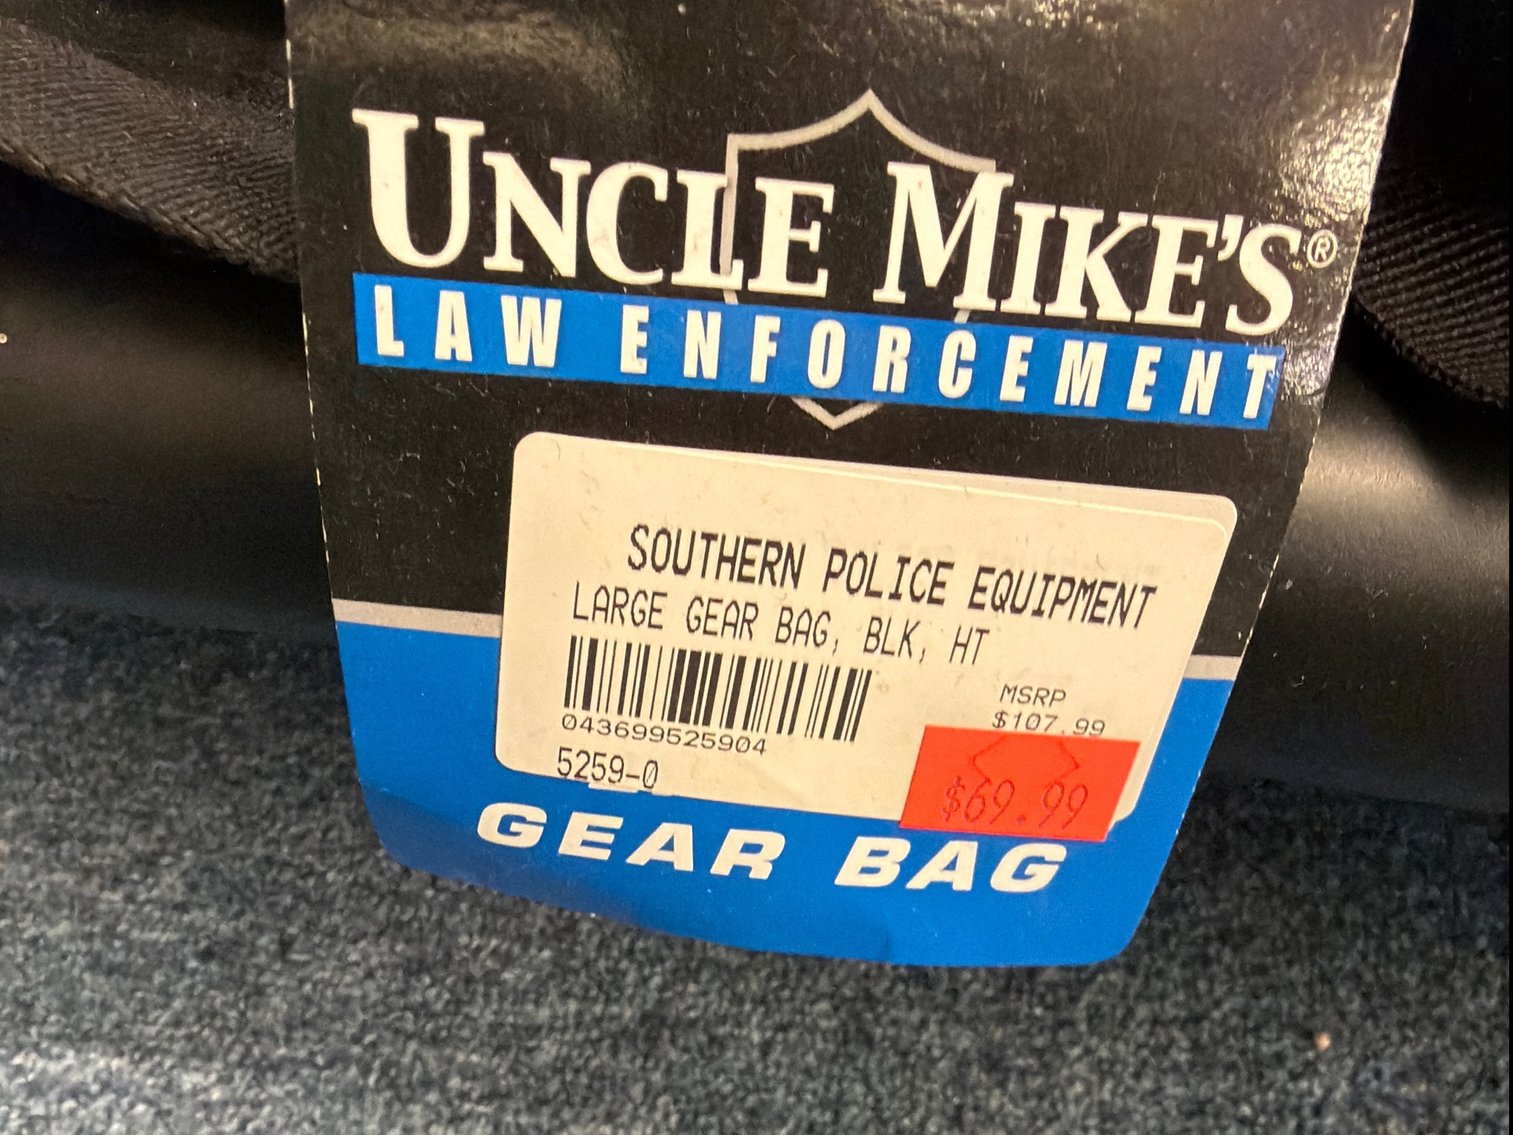 UNCLE MIKE'S®
LAW ENFORCEMENT
SOUTHERN POLICE EQUIPMENT
LARGE GEAR BAG, BLK, HT
MSRP
$107.99
043699525904
5259-0
$69.99
GEAR BAG